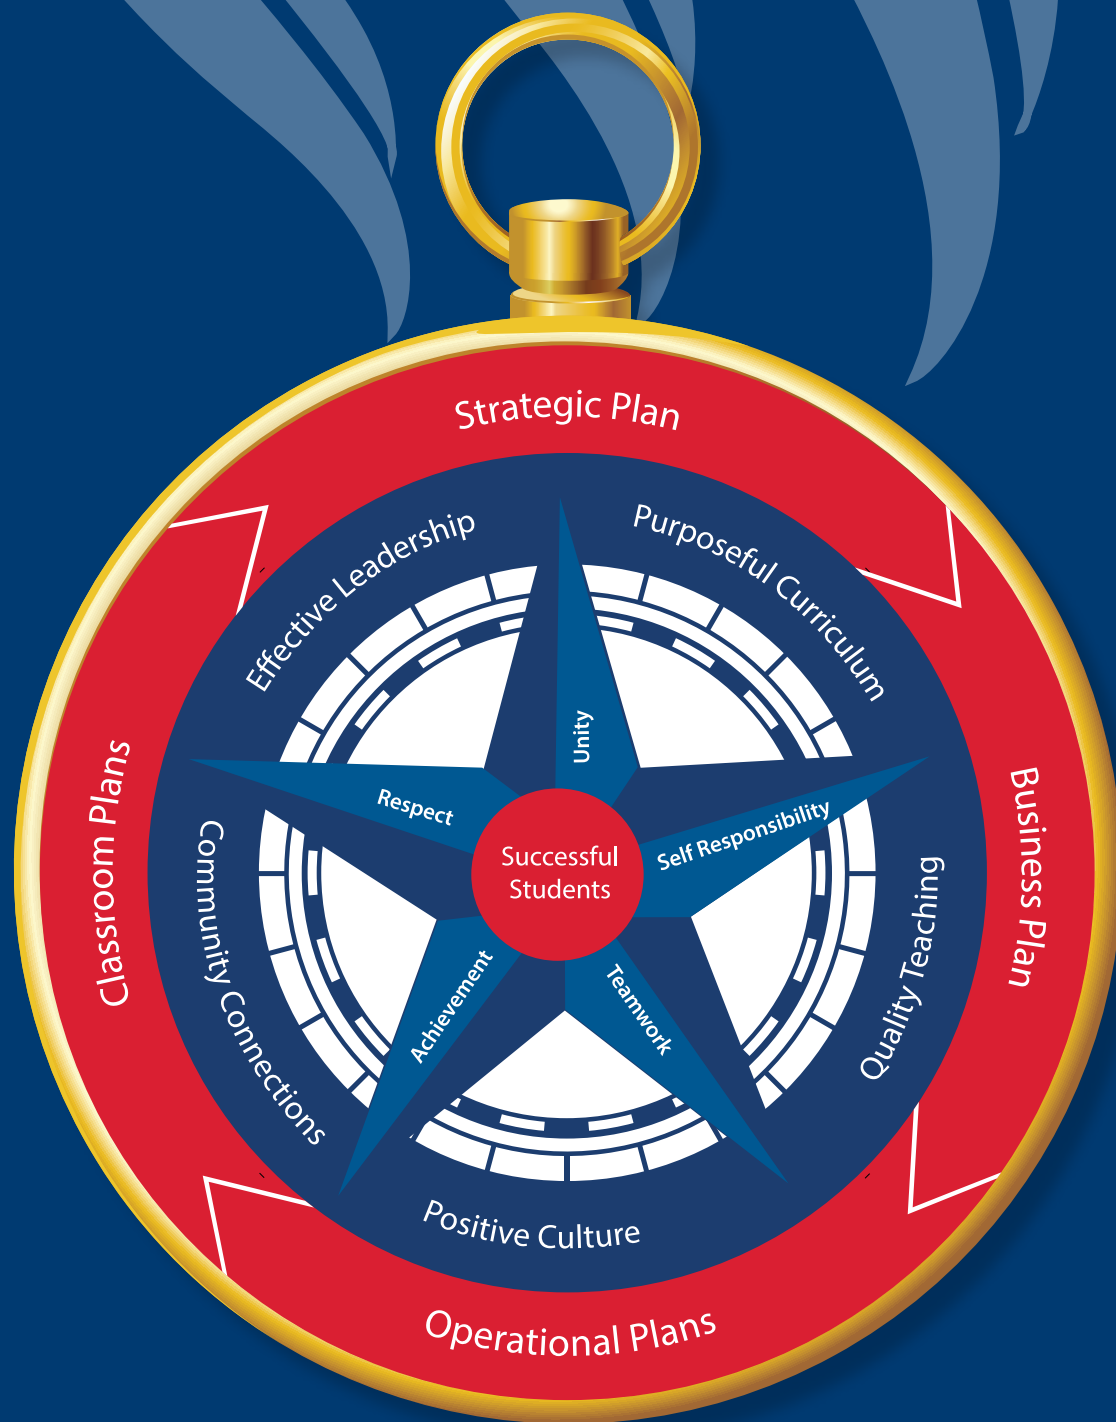 Strategic Plan
Business Plan
Operational Plans
Classroom Plans
Effective Leadership
Purposeful Curriculum
Quality Teaching
Positive Culture
Community Connections
Unity
Self Responsibility
Teamwork
Achievement
Respect
Successful
Students